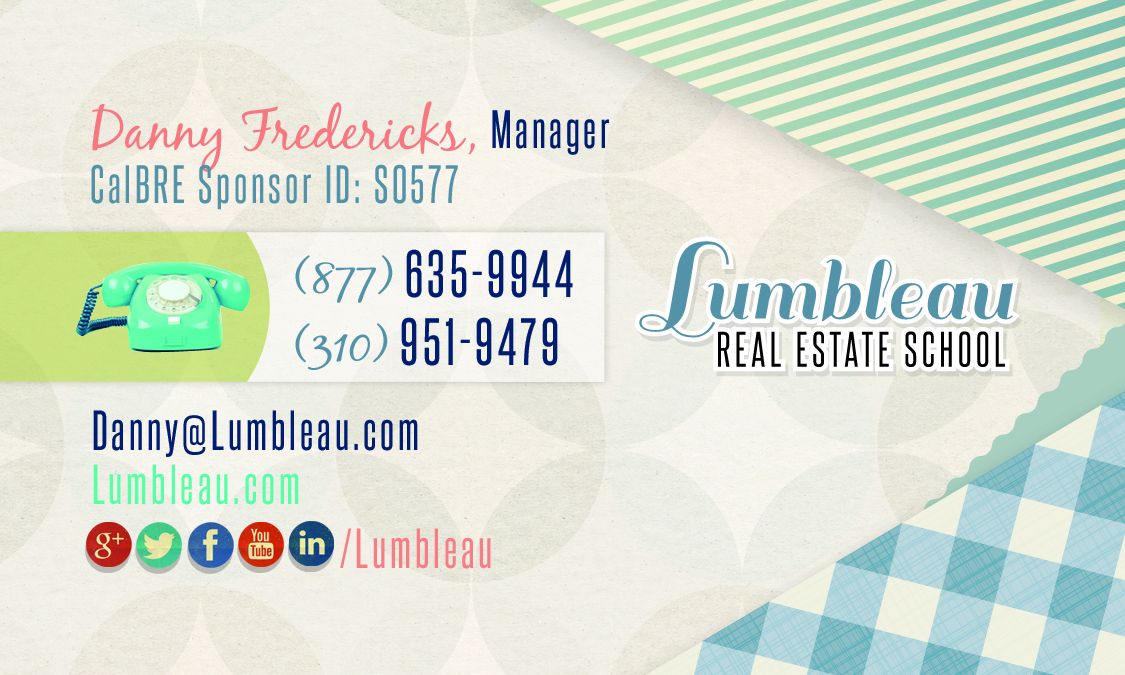 Danny Fredericks, Manager
CalBRE Sponsor ID: S0577
(877) 635-9944
(310) 951-9479
Lumbleau
REAL ESTATE SCHOOL
Danny@Lumbleau.com
Lumbleau.com
g+ f You Tube in /Lumbleau